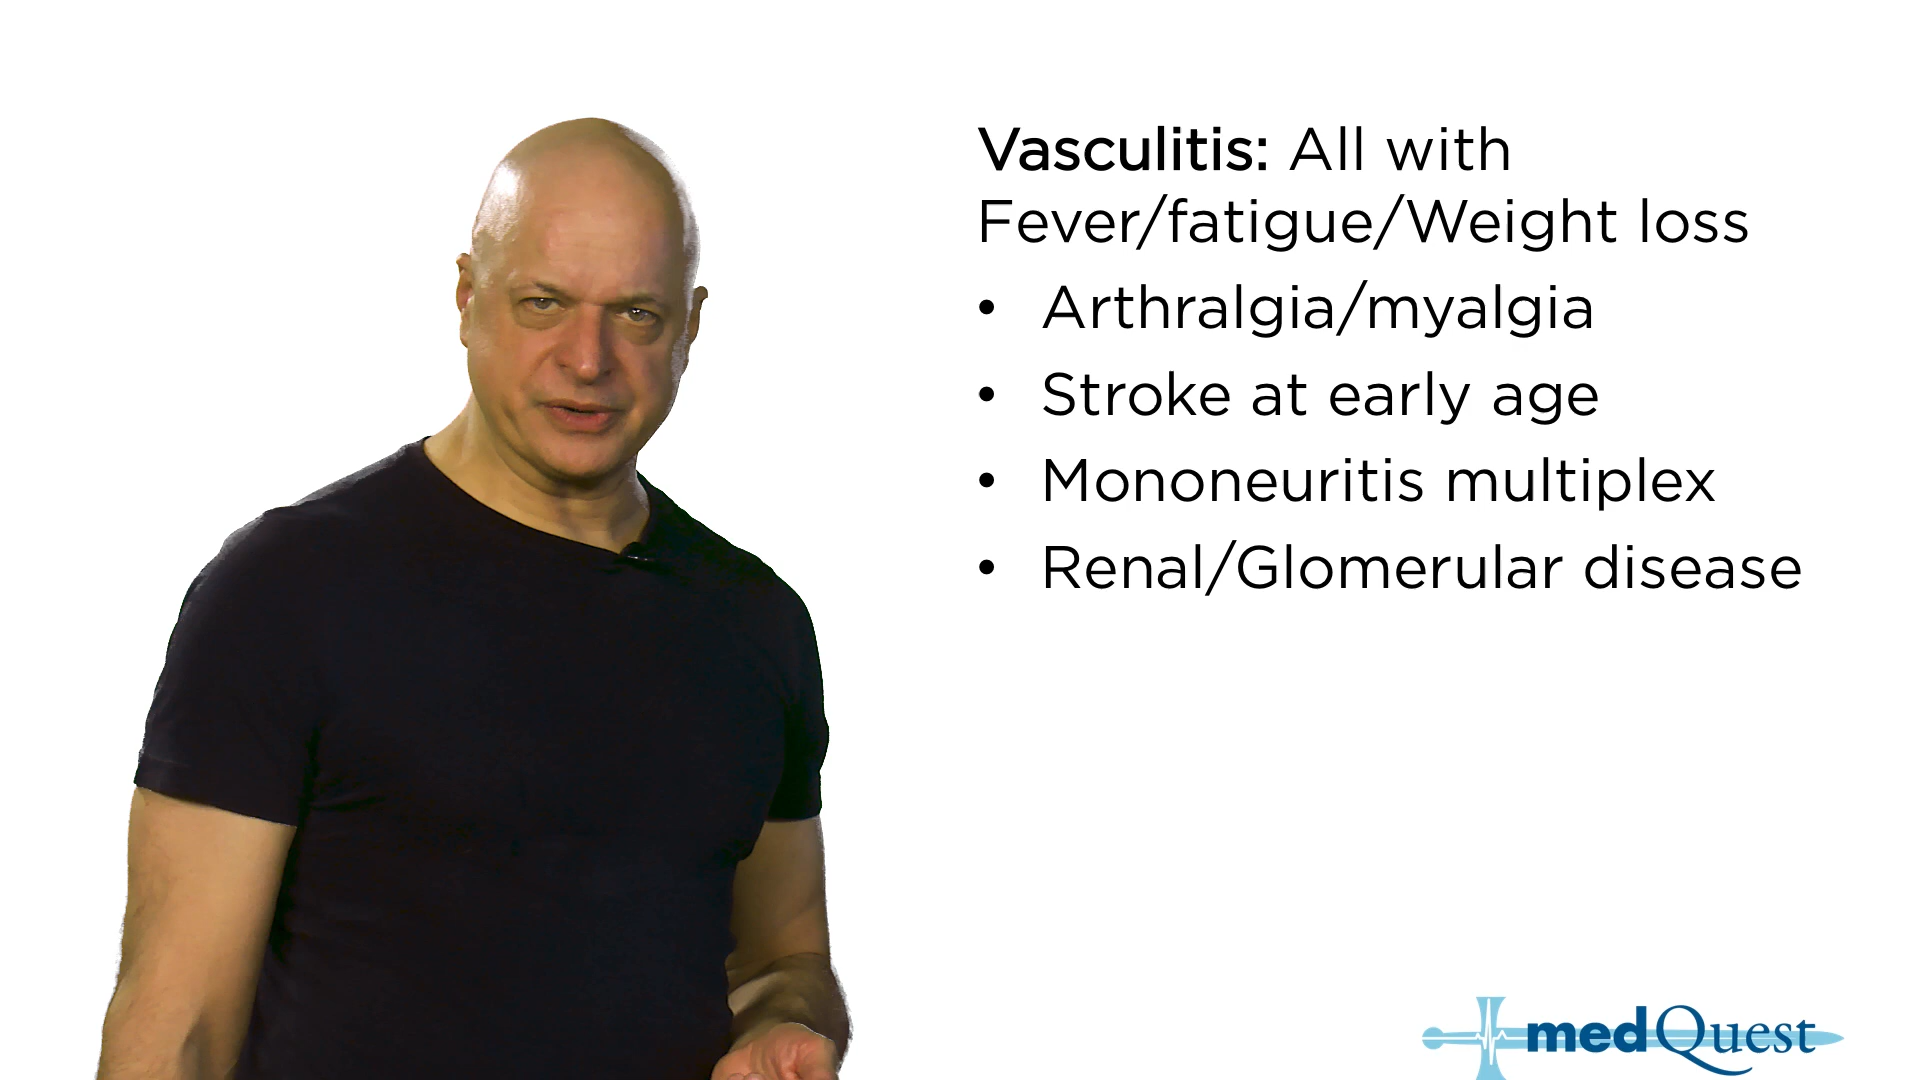 Vasculitis: All with
Fever/fatigue/Weight loss
• Arthralgia/myalgia
• Stroke at early age
• Mononeuritis multiplex
• Renal/Glomerular disease
medQuest